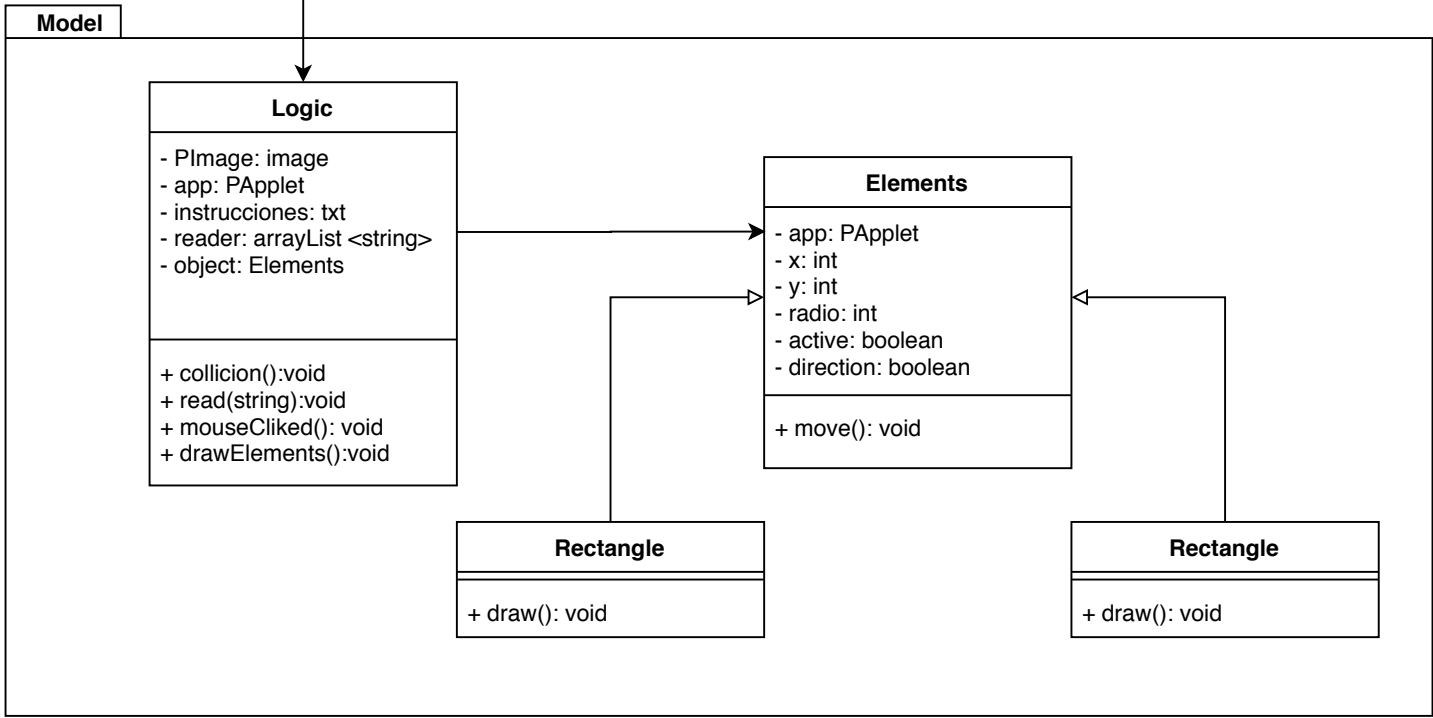 Model
Logic
- PImage: image
- app: PApplet
- instrucciones: txt
- reader: arrayList <string>
- object: Elements
+ collicion():void
+ read(string):void
+ mouseCliked(): void
+ drawElements():void
Elements
- app: PApplet
- x: int
- y: int
- radio: int
- active: boolean
- direction: boolean
+ move(): void
Rectangle
+ draw(): void
Rectangle
+ draw(): void